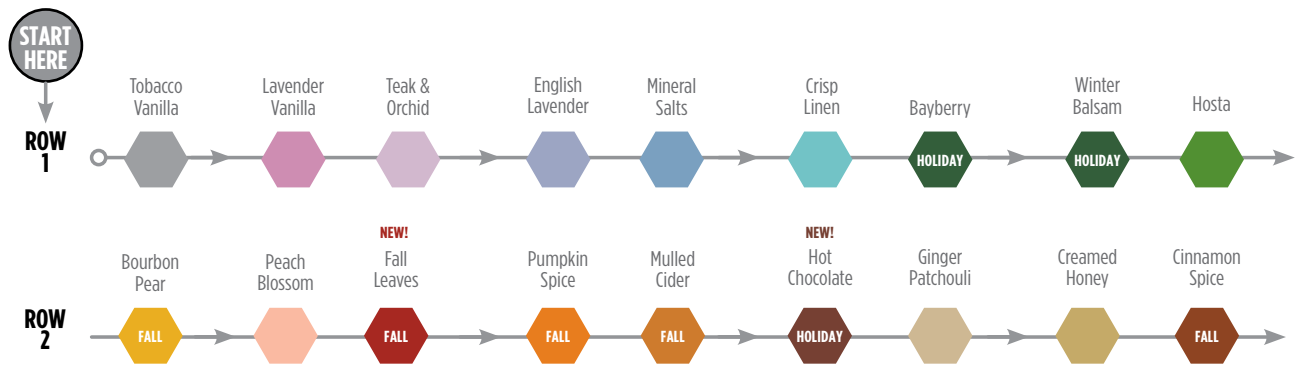 START
HERE
Tobacco
Vanilla
Lavender
Vanilla
Teak &
Orchid
English
Lavender
Mineral
Salts
Crisp
Linen
Bayberry
Winter
Balsam
Hosta
ROW
1
HOLIDAY
HOLIDAY
NEW!
NEW!
Bourbon
Pear
Peach
Blossom
Fall
Leaves
Pumpkin
Spice
Mulled
Cider
Hot
Chocolate
Ginger
Patchouli
Creamed
Honey
Cinnamon
Spice
ROW
2
FALL
FALL
FALL
FALL
HOLIDAY
FALL